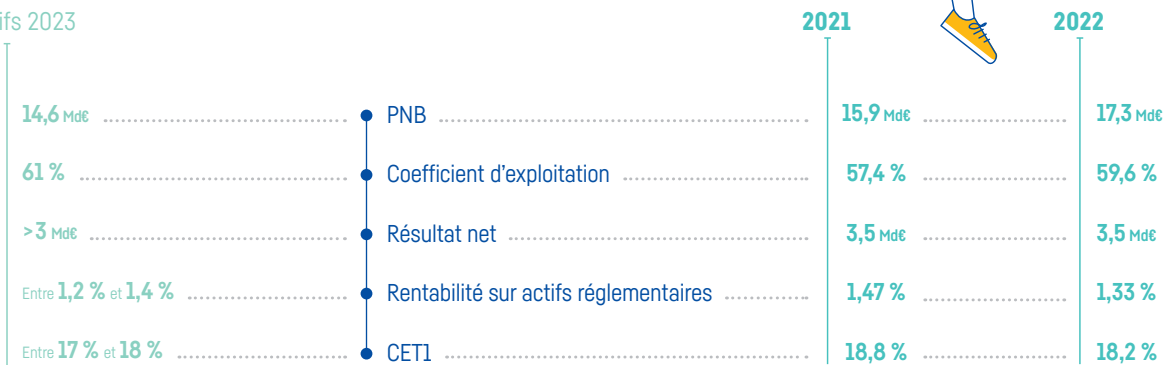 ifs 2023 2021 2022
14,6 Md€ PNB 15,9 Md€ 17,3 Md€
61 % Coefficient d'exploitation 57,4 % 59,6 %
>3 Md€ Résultat net 3,5 Md€ 3,5 Md€
Entre 1,2 % et 1,4 % Rentabilité sur actifs réglementaires 1,47 % 1,33 %
Entre 17 % et 18 % CET1 18,8 % 18,2 %